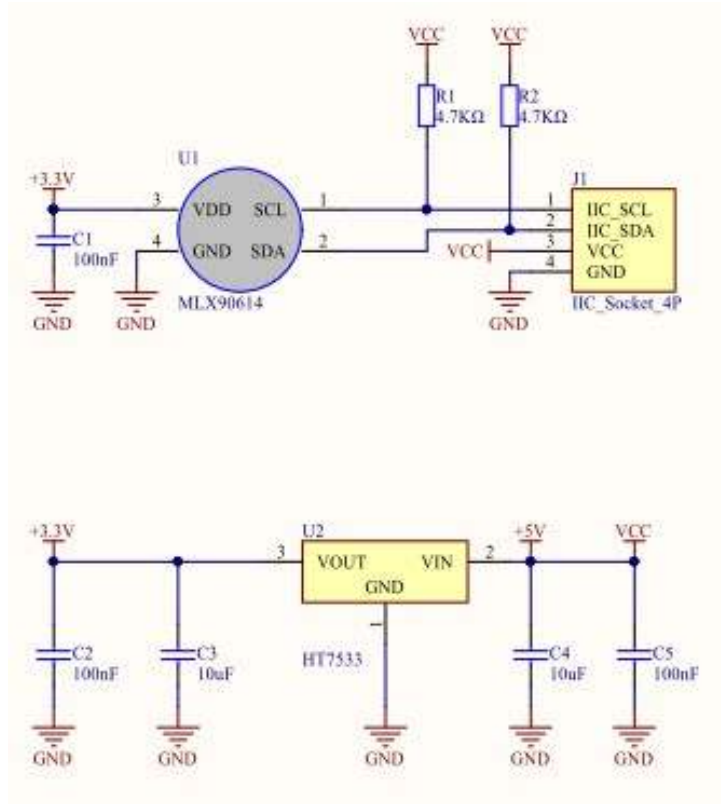 VCC VCC
R1 R2
4.7KΩ 4.7KΩ
U1
+3.3V J1
3 VDD SCL 1 1 IIC_SCL
C1 2 IIC_SDA
100nF 4 GND SDA 2 VCC 3 VCC
4 GND
MLX90614 IIC_Socket_4P
GND GND GND
+3.3V U2 +5V VCC
3 VOUT VIN 2
GND
1
C2 C3 HT7533 C4 C5
100nF 10uF 10uF 100nF
GND GND GND GND GND